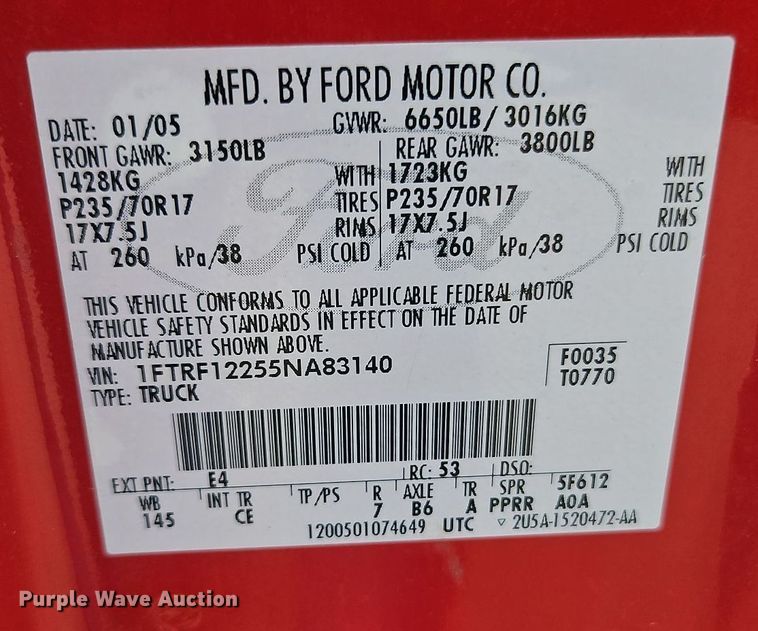 MFD. BY FORD MOTOR CO.
DATE: 01/05 GVWR: 6650LB/ 3016KG
FRONT GAWR: 3150LB REAR GAWR: 3800LB
1428KG WITH 1723KG WITH
P235/70R17 TIRES P235/70R17 TIRES
17X7.5J RIMS 17X7.5J RIMS
AT 260 kPa/38 PSI COLD AT 260 kPa/38 PSI COLD
Ford
THIS VEHICLE CONFORMS TO ALL APPLICABLE FEDERAL MOTOR
VEHICLE SAFETY STANDARDS IN EFFECT ON THE DATE OF
MANUFACTURE SHOWN ABOVE.
VIN: 1FTRF12255NA83140 F0035
TYPE: TRUCK T0770
EXT PNT: E4 RC: 53 DSO:
WB INT TR TP/PS R AXLE TR SPR 5F612
145 CE 7 B6 A PPRR A0A
1200501074649 UTC ▽ 2U5A-1520472-AA
Purple Wave Auction